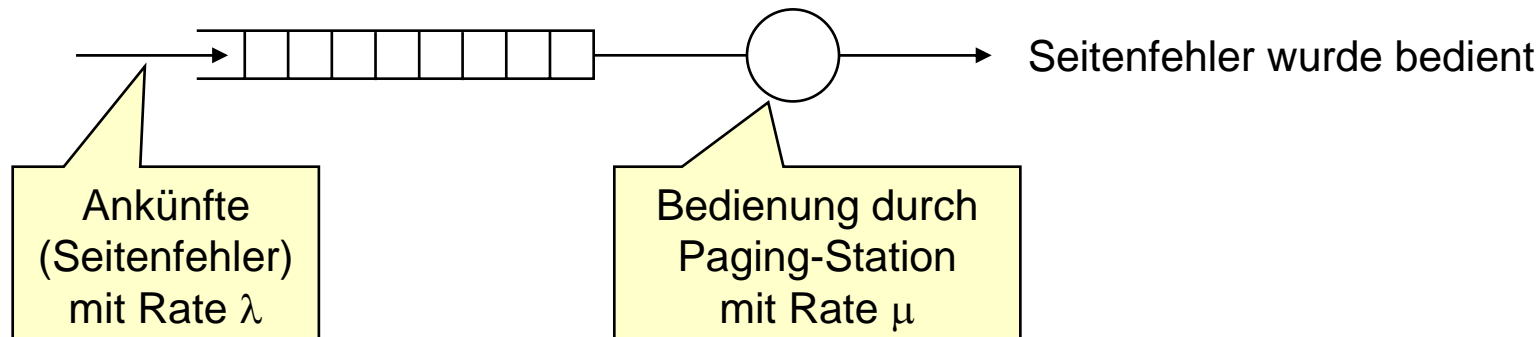 Seitenfehler wurde bedient
Ankünfte
(Seitenfehler)
mit Rate λ
Bedienung durch
Paging-Station
mit Rate μ